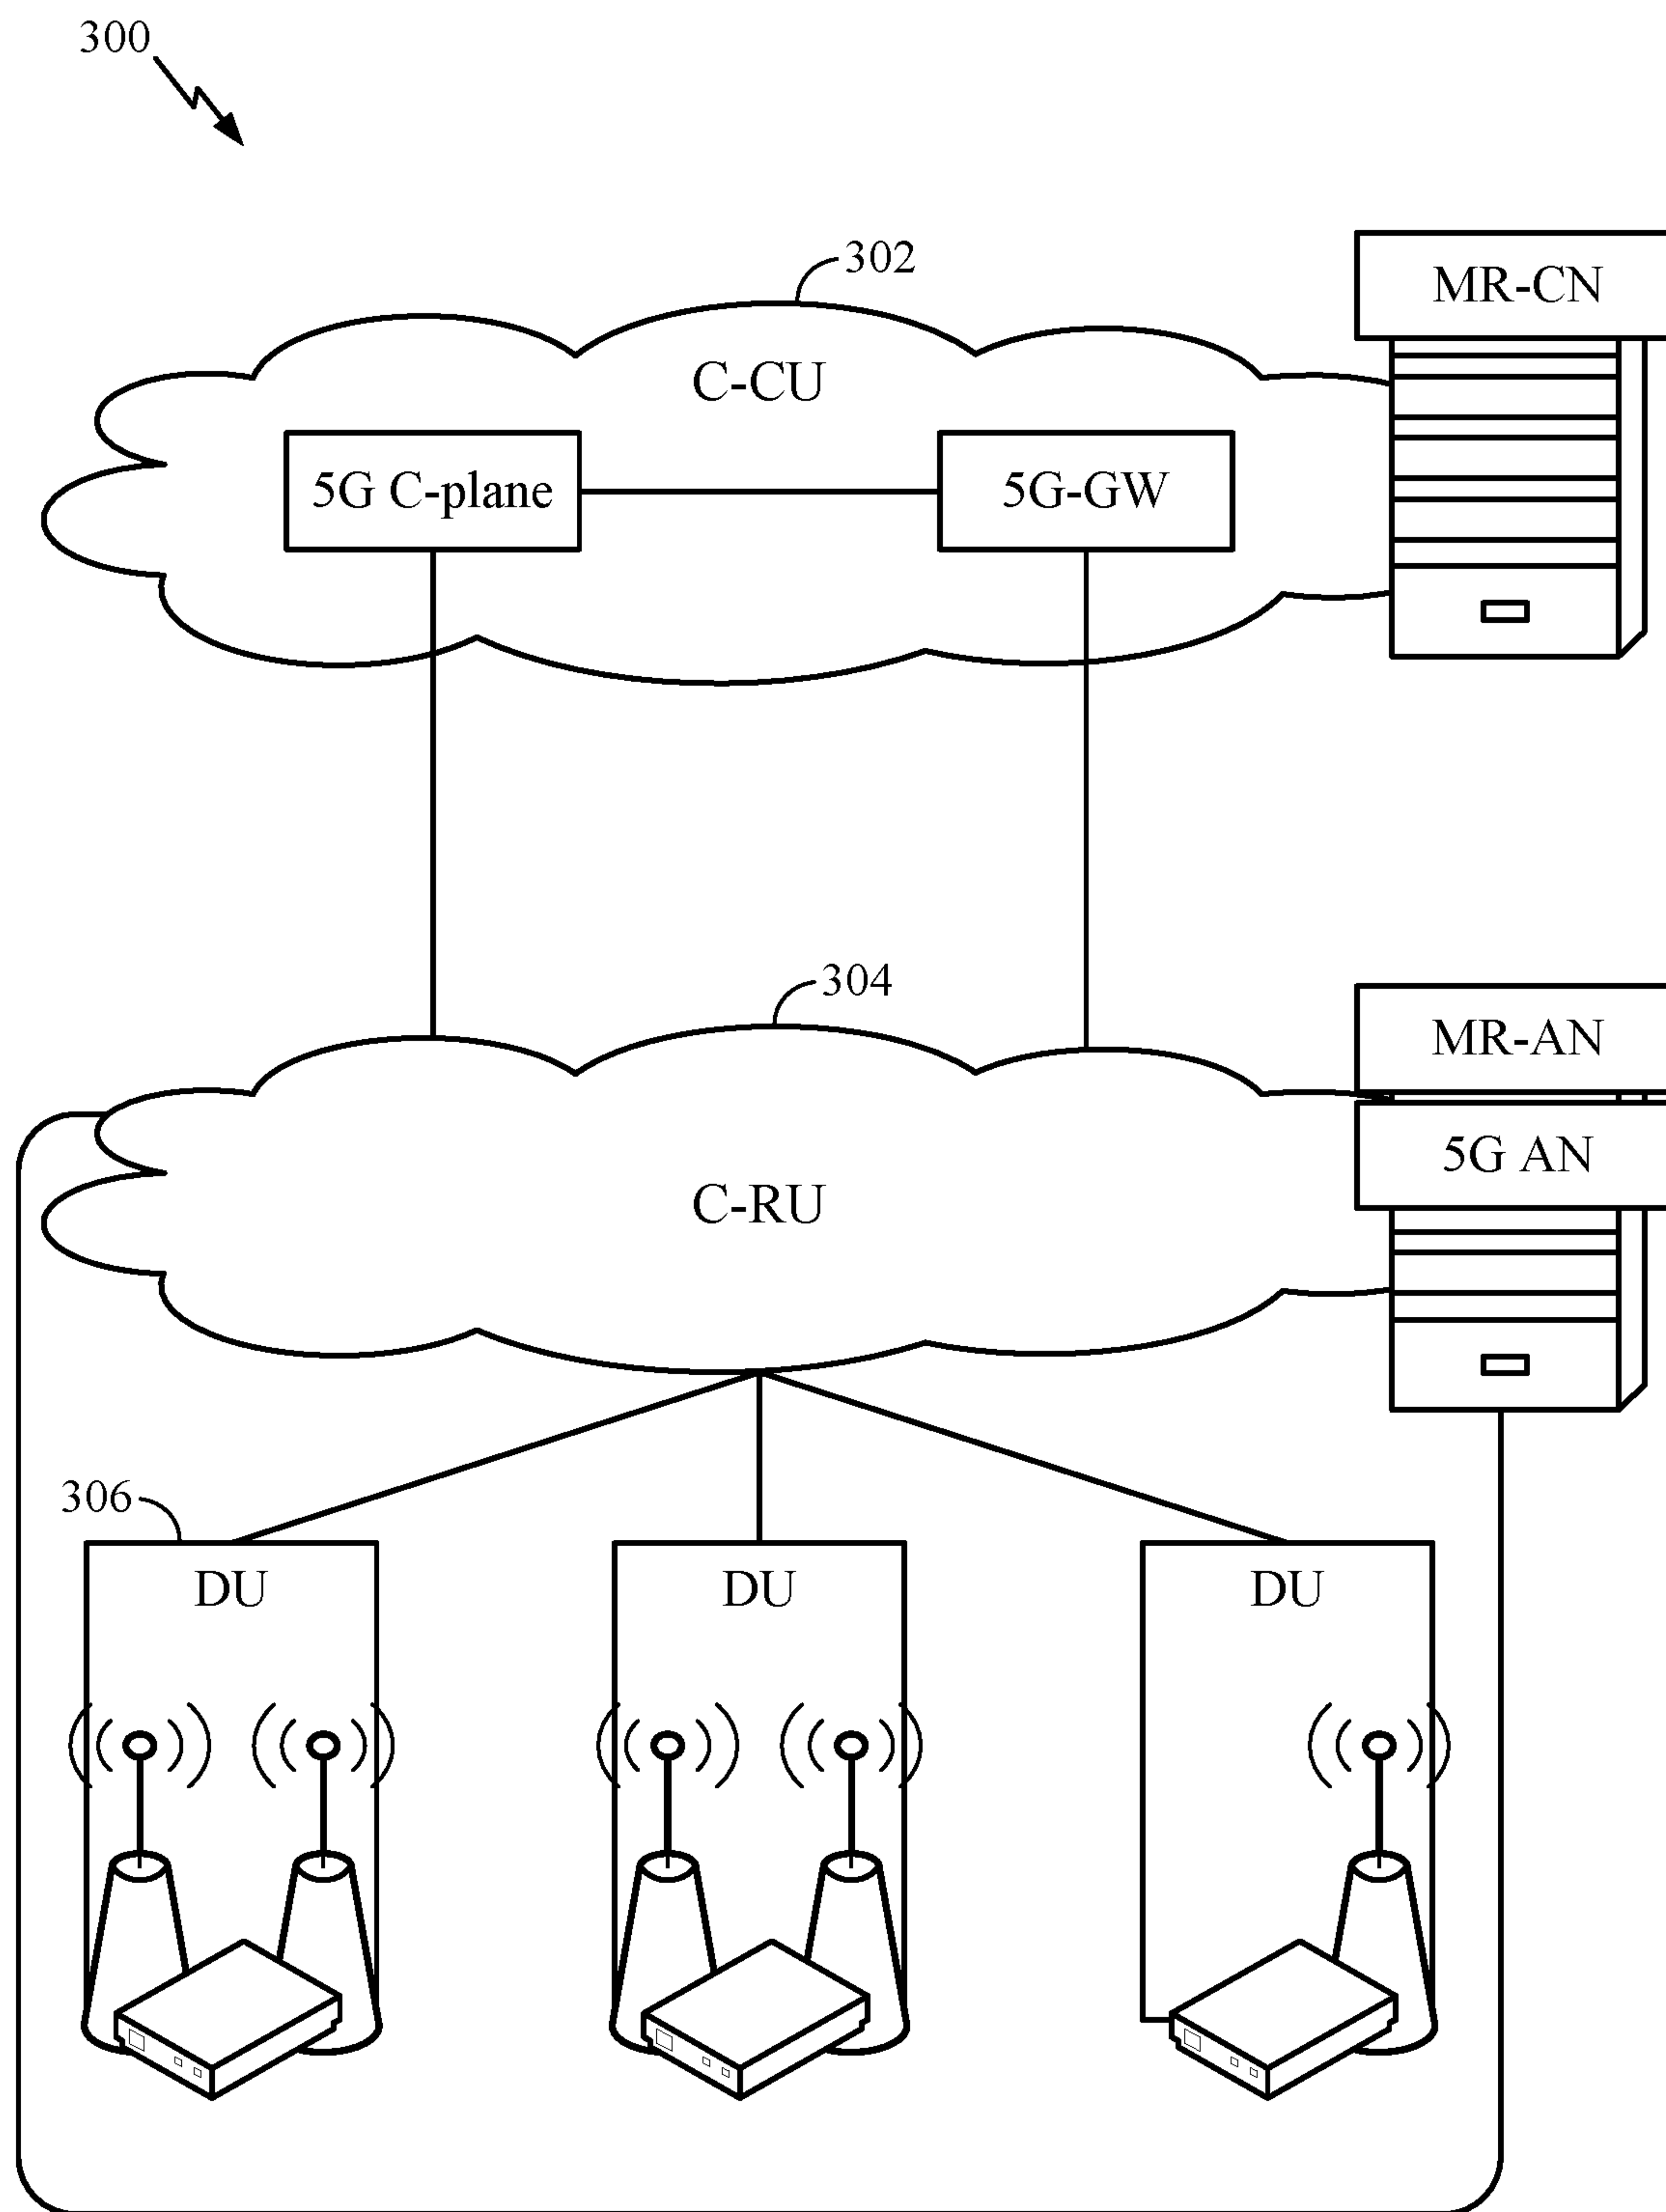 300
302
MR-CN
C-CU
5G C-plane
5G-GW
304
MR-AN
5G AN
C-RU
306
DU
DU
DU